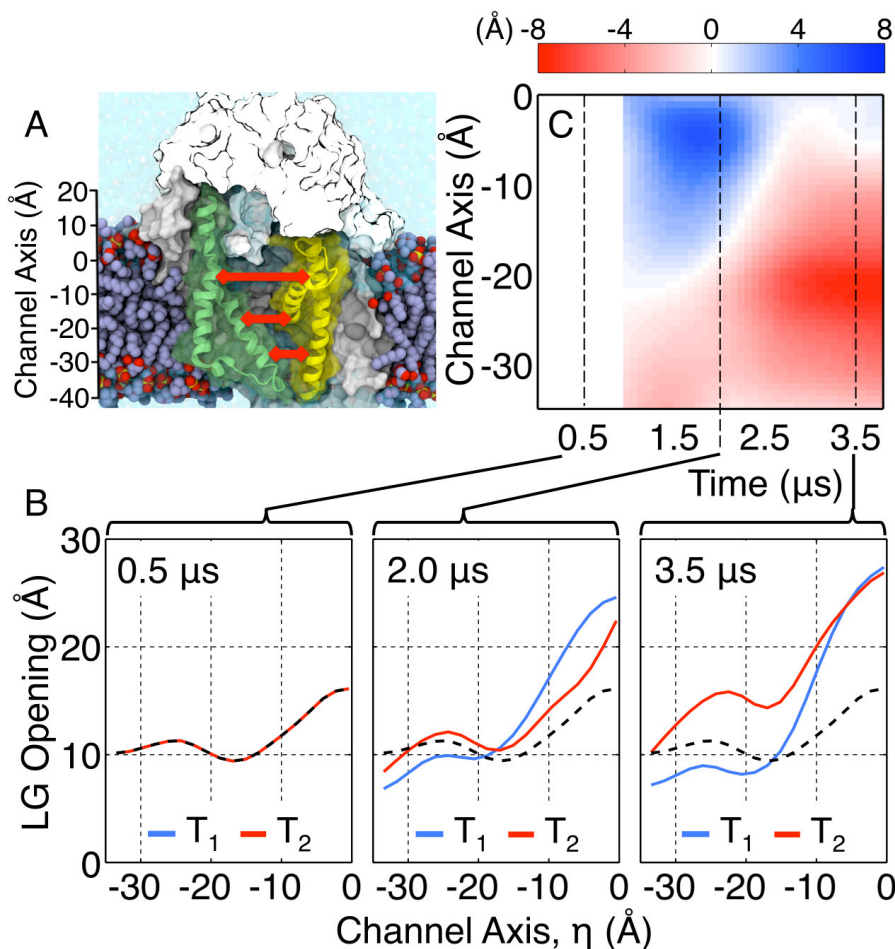 (Å)
-8 -4 0 4 8
A
Channel Axis (Å)
20
10
0
-10
-20
-30
-40
C
Channel Axis (Å)
0
-10
-20
-30
0.5 1.5 2.5 3.5
Time (μs)
B
LG Opening (Å)
30
20
10
0
0.5 μs
T1 T2
-30 -20 -10 0
2.0 μs
T1 T2
-30 -20 -10 0
3.5 μs
T1 T2
-30 -20 -10 0
Channel Axis, η (Å)